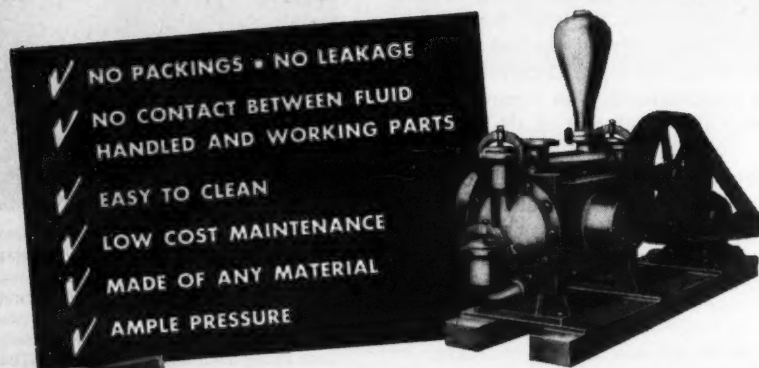 ✓ NO PACKINGS • NO LEAKAGE
✓ NO CONTACT BETWEEN FLUID
HANDLED AND WORKING PARTS
✓ EASY TO CLEAN
✓ LOW COST MAINTENANCE
✓ MADE OF ANY MATERIAL
✓ AMPLE PRESSURE